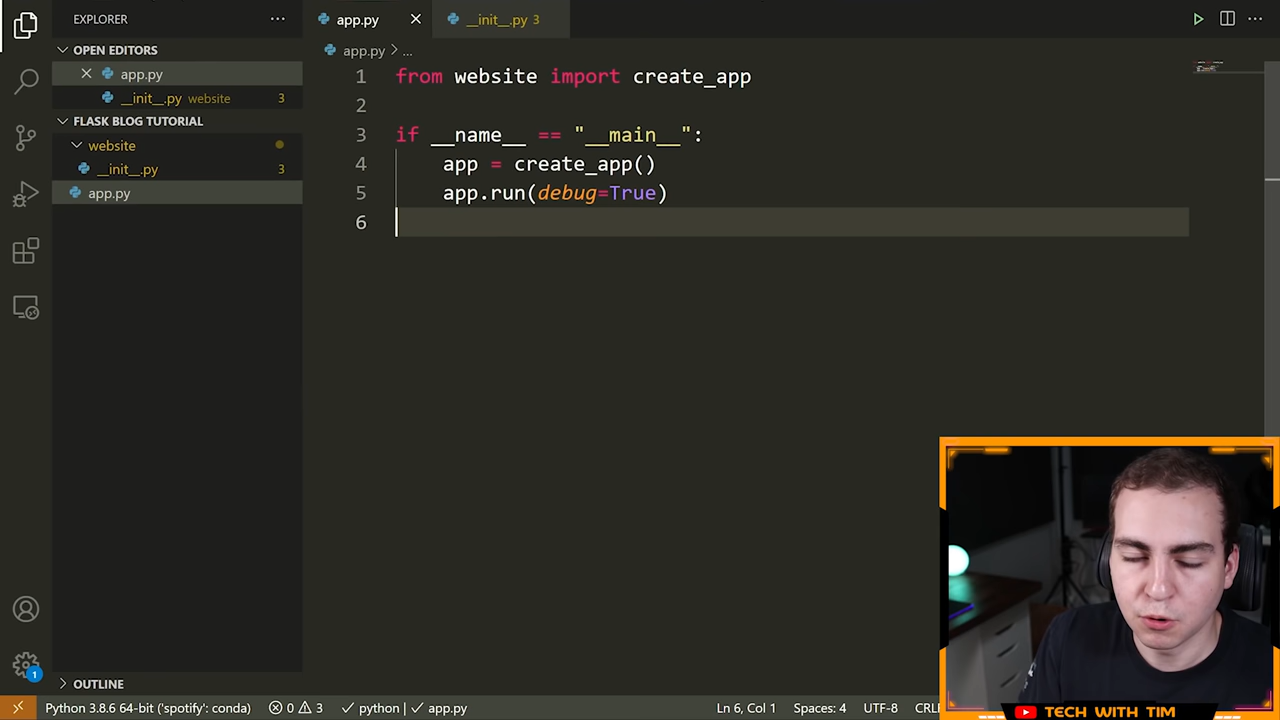 EXPLORER
OPEN EDITORS
app.py
__init__.py website 3
FLASK BLOG TUTORIAL
website
__init__.py 3
app.py
OUTLINE
app.py
__init__.py 3
app.py > ...
1 from website import create_app
2
3 if __name__ == "__main__":
4 app = create_app()
5 app.run(debug=True)
6
1
Python 3.8.6 64-bit ('spotify': conda) 0 3 python | app.py Ln 6, Col 1 Spaces: 4 UTF-8 CRL
TECH WITH TIM